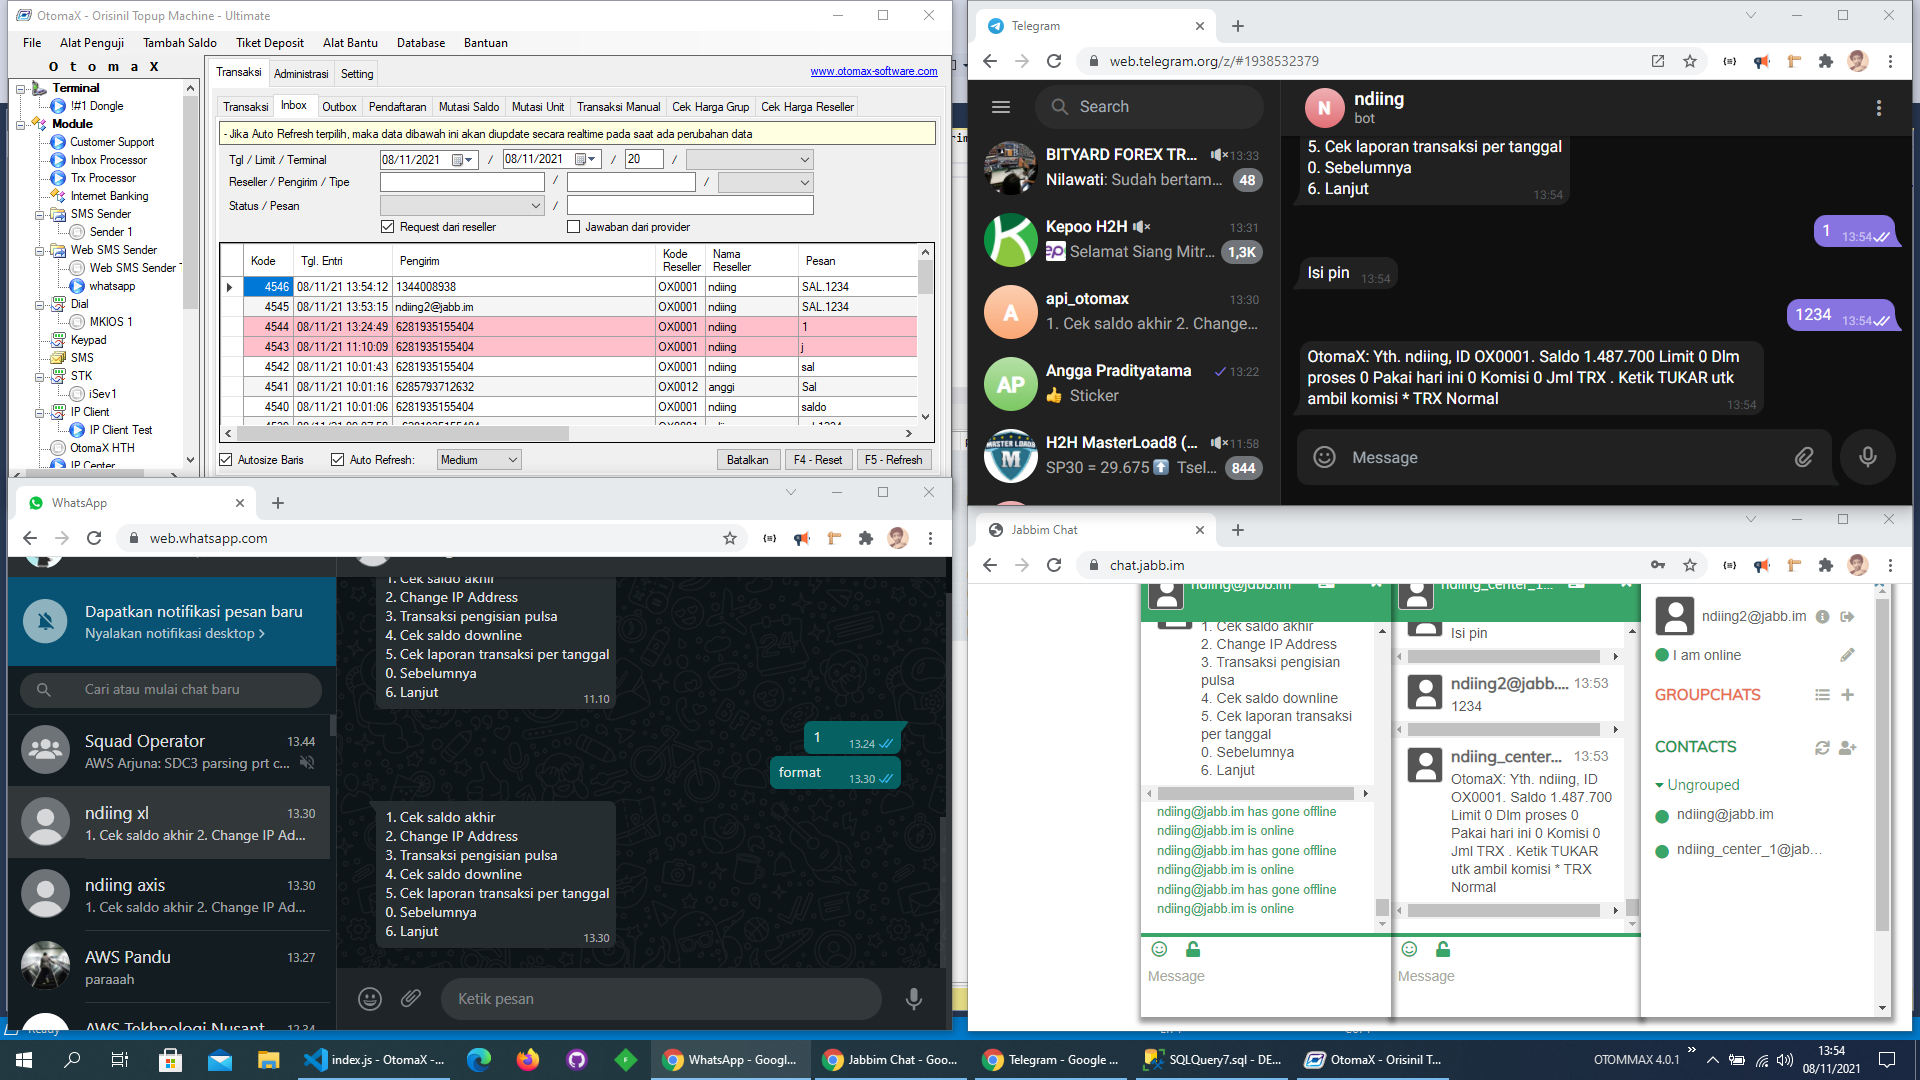 OtomaX - Orisinil Topup Machine - Ultimate
File Alat Penguji Tambah Saldo Tiket Deposit Alat Bantu Database Bantuan
O t o m a X
Terminal
!#1 Dongle
Module
Customer Support
Inbox Processor
Trx Processor
Internet Banking
SMS Sender
Sender 1
Web SMS Sender
Web SMS Sender
whatsapp
Dial
MKIOS 1
Keypad
SMS
STK
iSev1
IP Client
IP Client Test
OtomaX HTH
IP Center
Transaksi Administrasi Setting
www.otomax-software.com
Transaksi Inbox Outbox Pendaftaran Mutasi Saldo Mutasi Unit Transaksi Manual Cek Harga Grup Cek Harga Reseller
- Jika Auto Refresh terpilih, maka data dibawah ini akan diupdate secara realtime pada saat ada perubahan data
Tgl / Limit / Terminal 08/11/2021 / 08/11/2021 / 20 /
Reseller / Pengirim / Tipe / /
Status / Pesan /
Request dari reseller Jawaban dari provider
Kode Tgl. Entri Pengirim Kode Reseller Nama Reseller Pesan
4546 08/11/21 13:54:12 1344008938 OX0001 ndiing SAL.1234
4545 08/11/21 13:53:15 ndiing2@jabb.im OX0001 ndiing SAL.1234
4544 08/11/21 13:24:49 6281935155404 OX0001 ndiing 1
4543 08/11/21 11:10:09 6281935155404 OX0001 ndiing j
4542 08/11/21 10:01:43 6281935155404 OX0001 ndiing sal
4541 08/11/21 10:01:16 6285793712632 OX0012 anggi Sal
4540 08/11/21 10:01:06 6281935155404 OX0001 ndiing saldo
Autosize Baris Auto Refresh: Medium Batalkan F4 - Reset F5 - Refresh
Telegram
web.telegram.org/z/#1938532379
Search
BITYARD FOREX TR... 13:33
Nilawati: Sudah bertam... 48
Kepoo H2H 13:31
Selamat Siang Mitr... 1,3K
A
api_otomax 13:30
1. Cek saldo akhir 2. Change...
AP
Angga Pradityatama 13:22
👍 Sticker
MASTER LOAD8
M
H2H MasterLoad8 (... 11:58
SP30 = 29.675 Tsel... 844
N
ndiing
bot
5. Cek laporan transaksi per tanggal
0. Sebelumnya
6. Lanjut
13:54
1 13:54
Isi pin 13:54
1234 13:54
OtomaX: Yth. ndiing, ID OX0001. Saldo 1.487.700 Limit 0 Dlm
proses 0 Pakai hari ini 0 Komisi 0 Jml TRX . Ketik TUKAR utk
ambil komisi * TRX Normal
13:54
Message
WhatsApp
web.whatsapp.com
Dapatkan notifikasi pesan baru
Nyalakan notifikasi desktop >
Cari atau mulai chat baru
Squad Operator 13.44
AWS Arjuna: SDC3 parsing prt c...
ndiing xl 13.30
1. Cek saldo akhir 2. Change IP Ad...
ndiing axis 13.30
1. Cek saldo akhir 2. Change IP Ad...
AWS Pandu 13.27
paraaah
AWS Tekhnologi Nusant 12.34
1. Cek saldo akhir
2. Change IP Address
3. Transaksi pengisian pulsa
4. Cek saldo downline
5. Cek laporan transaksi per tanggal
0. Sebelumnya
6. Lanjut
11.10
1 13.24
format 13.30
1. Cek saldo akhir
2. Change IP Address
3. Transaksi pengisian pulsa
4. Cek saldo downline
5. Cek laporan transaksi per tanggal
0. Sebelumnya
6. Lanjut
13.30
Ketik pesan
Jabbim Chat
chat.jabb.im
ndiing@jabb.im
1. Cek saldo akhir
2. Change IP Address
3. Transaksi pengisian
pulsa
4. Cek saldo downline
5. Cek laporan transaksi
per tanggal
0. Sebelumnya
6. Lanjut
ndiing@jabb.im has gone offline
ndiing@jabb.im is online
ndiing@jabb.im has gone offline
ndiing@jabb.im is online
ndiing@jabb.im has gone offline
ndiing@jabb.im is online
Message
ndiing_center_1...
Isi pin
ndiing2@jabb.... 13:53
1234
ndiing_center... 13:53
OtomaX: Yth. ndiing, ID
OX0001. Saldo 1.487.700
Limit 0 Dlm proses 0
Pakai hari ini 0 Komisi 0
Jml TRX . Ketik TUKAR
utk ambil komisi * TRX
Normal
Message
ndiing2@jabb.im
I am online
GROUPCHATS
CONTACTS
Ungrouped
ndiing@jabb.im
ndiing_center_1@jab...
Ready
index.js - OtomaX -...
WhatsApp - Googl...
Jabbim Chat - Goo...
Telegram - Google ...
SQLQuery7.sql - DE...
OtomaX - Orisinil T...
OTOMMAX 4.0.1
13:54
08/11/2021